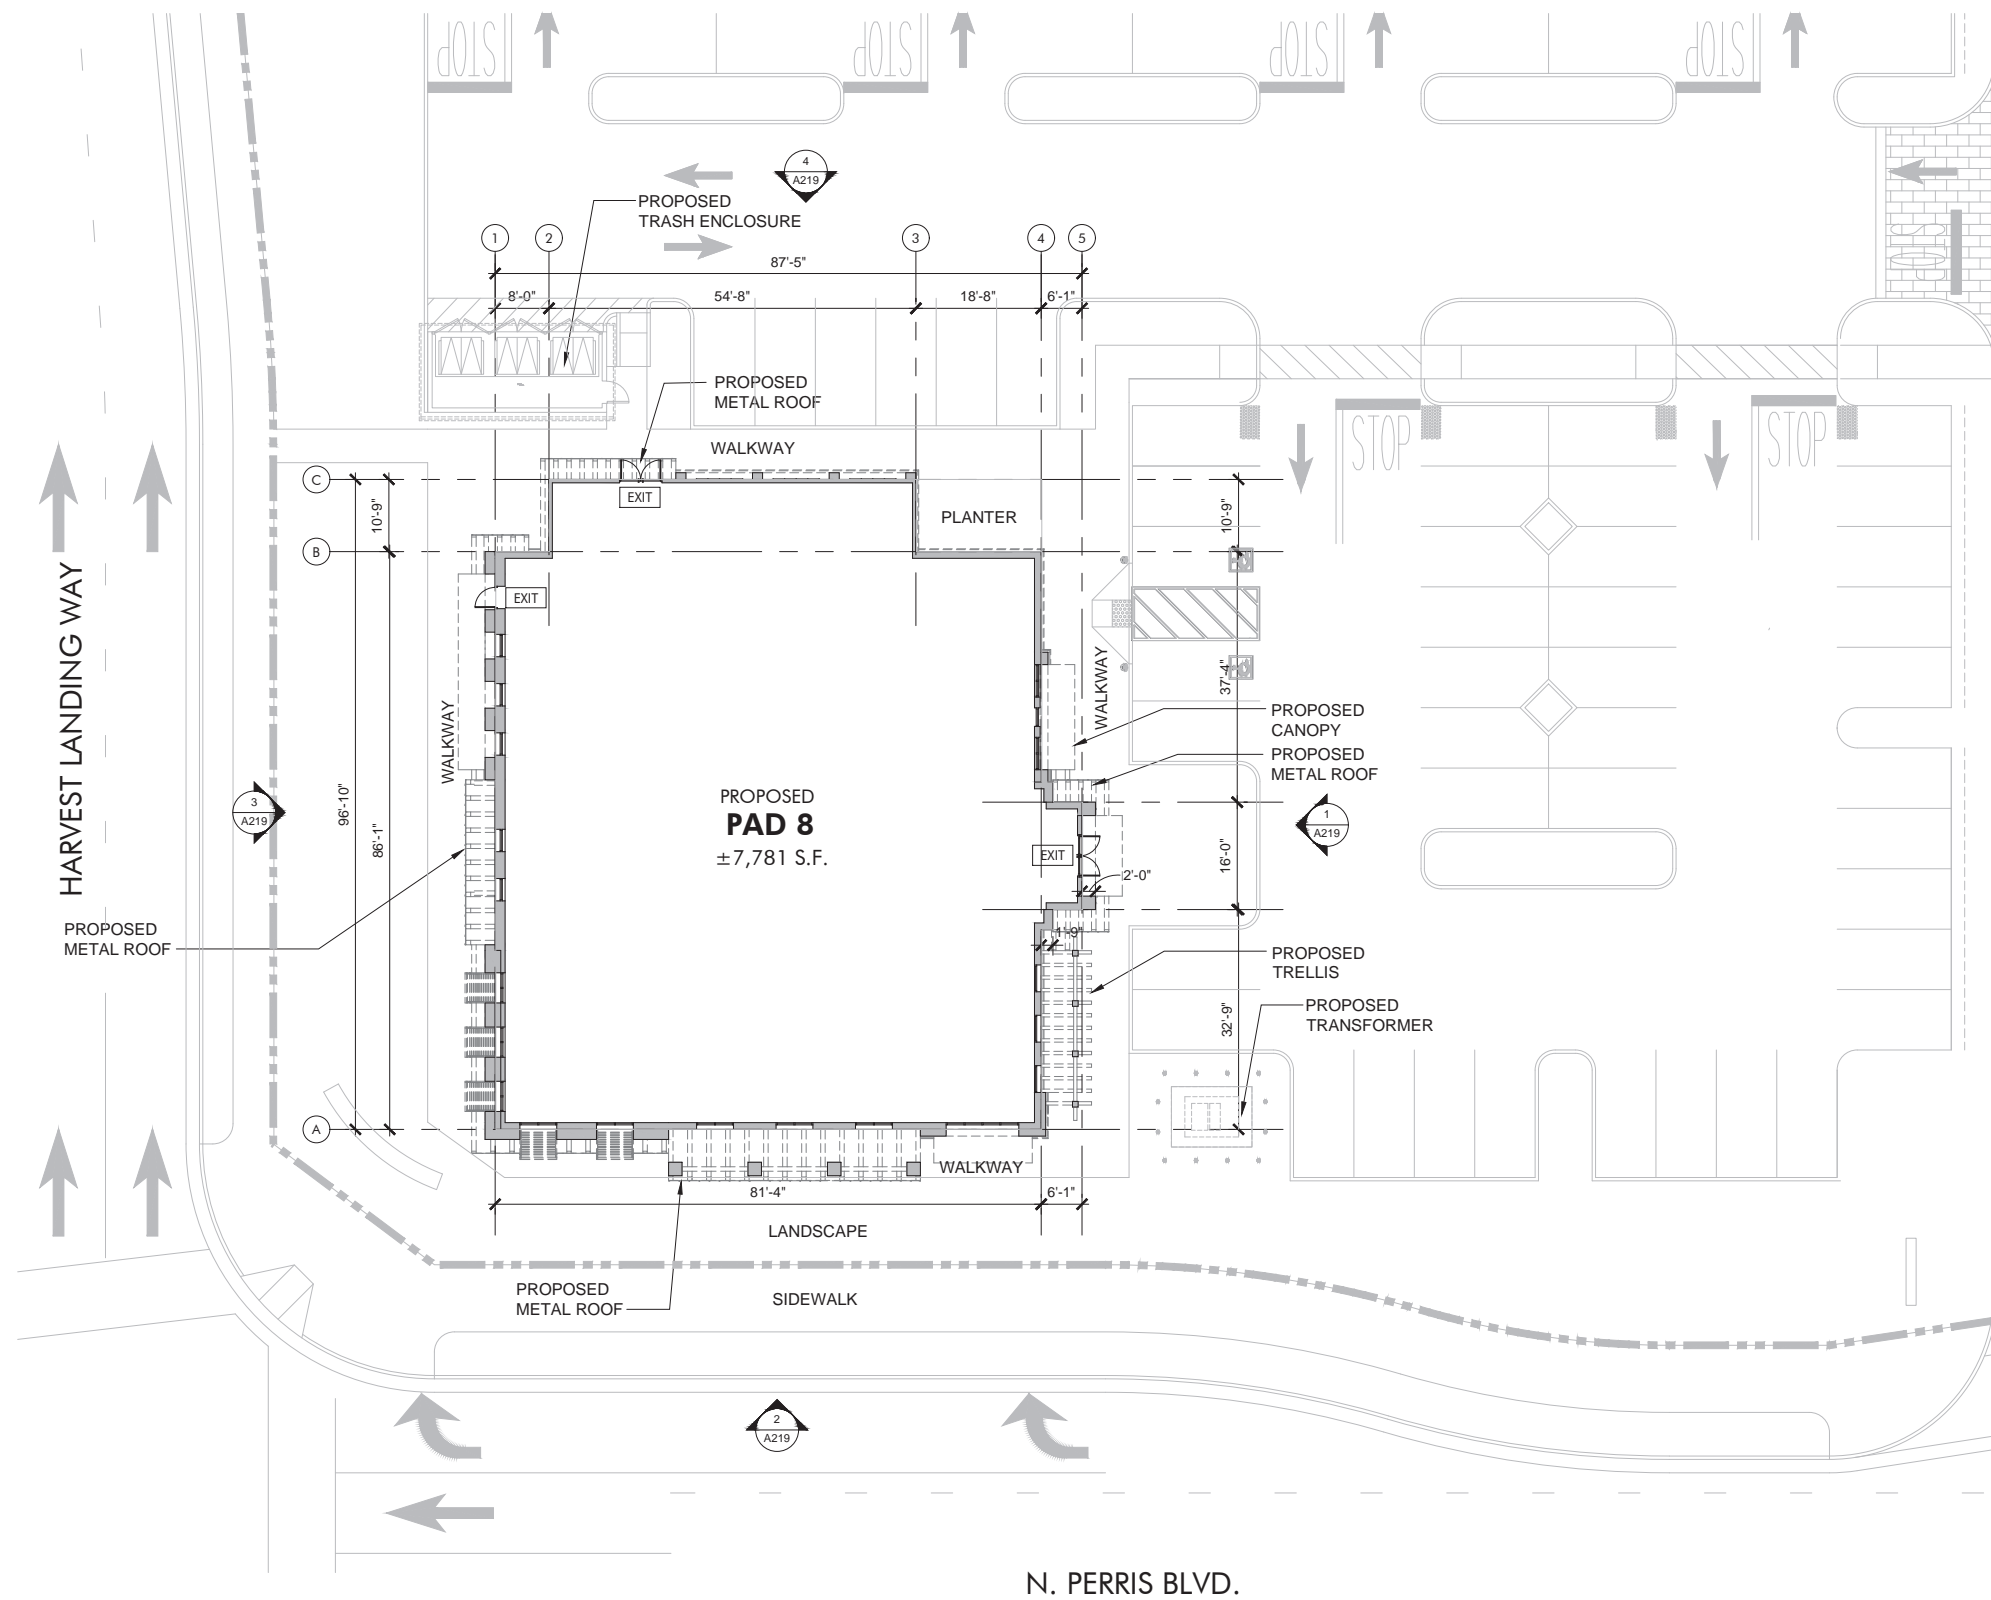 STOP
STOP
STOP
STOP
4
A219
PROPOSED
TRASH ENCLOSURE
1
2
3
4
5
87'-5"
8'-0"
54'-8"
18'-8"
6'-1"
PROPOSED
METAL ROOF
WALKWAY
STOP
STOP
C
EXIT
10'-9"
PLANTER
10'-9"
B
EXIT
HARVEST LANDING WAY
WALKWAY
WALKWAY
37'-4"
PROPOSED
CANOPY
PROPOSED
METAL ROOF
3
A219
96'-10"
86'-1"
PROPOSED
PAD 8
±7,781 S.F.
1
A219
EXIT
16'-0"
2'-0"
PROPOSED
METAL ROOF
1'-9"
PROPOSED
TRELLIS
32'-9"
PROPOSED
TRANSFORMER
A
WALKWAY
81'-4"
6'-1"
LANDSCAPE
PROPOSED
METAL ROOF
SIDEWALK
2
A219
N. PERRIS BLVD.